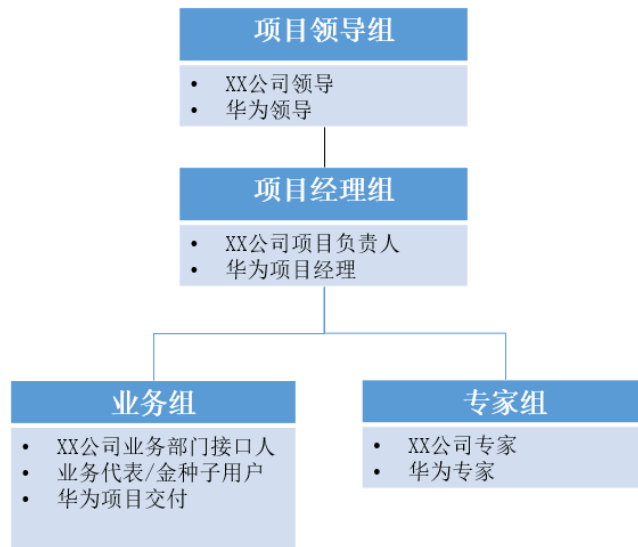 项目领导组
• XX公司领导
• 华为领导
项目经理组
• XX公司项目负责人
• 华为项目经理
业务组
• XX公司业务部门接口人
• 业务代表/金种子用户
• 华为项目交付
专家组
• XX公司专家
• 华为专家